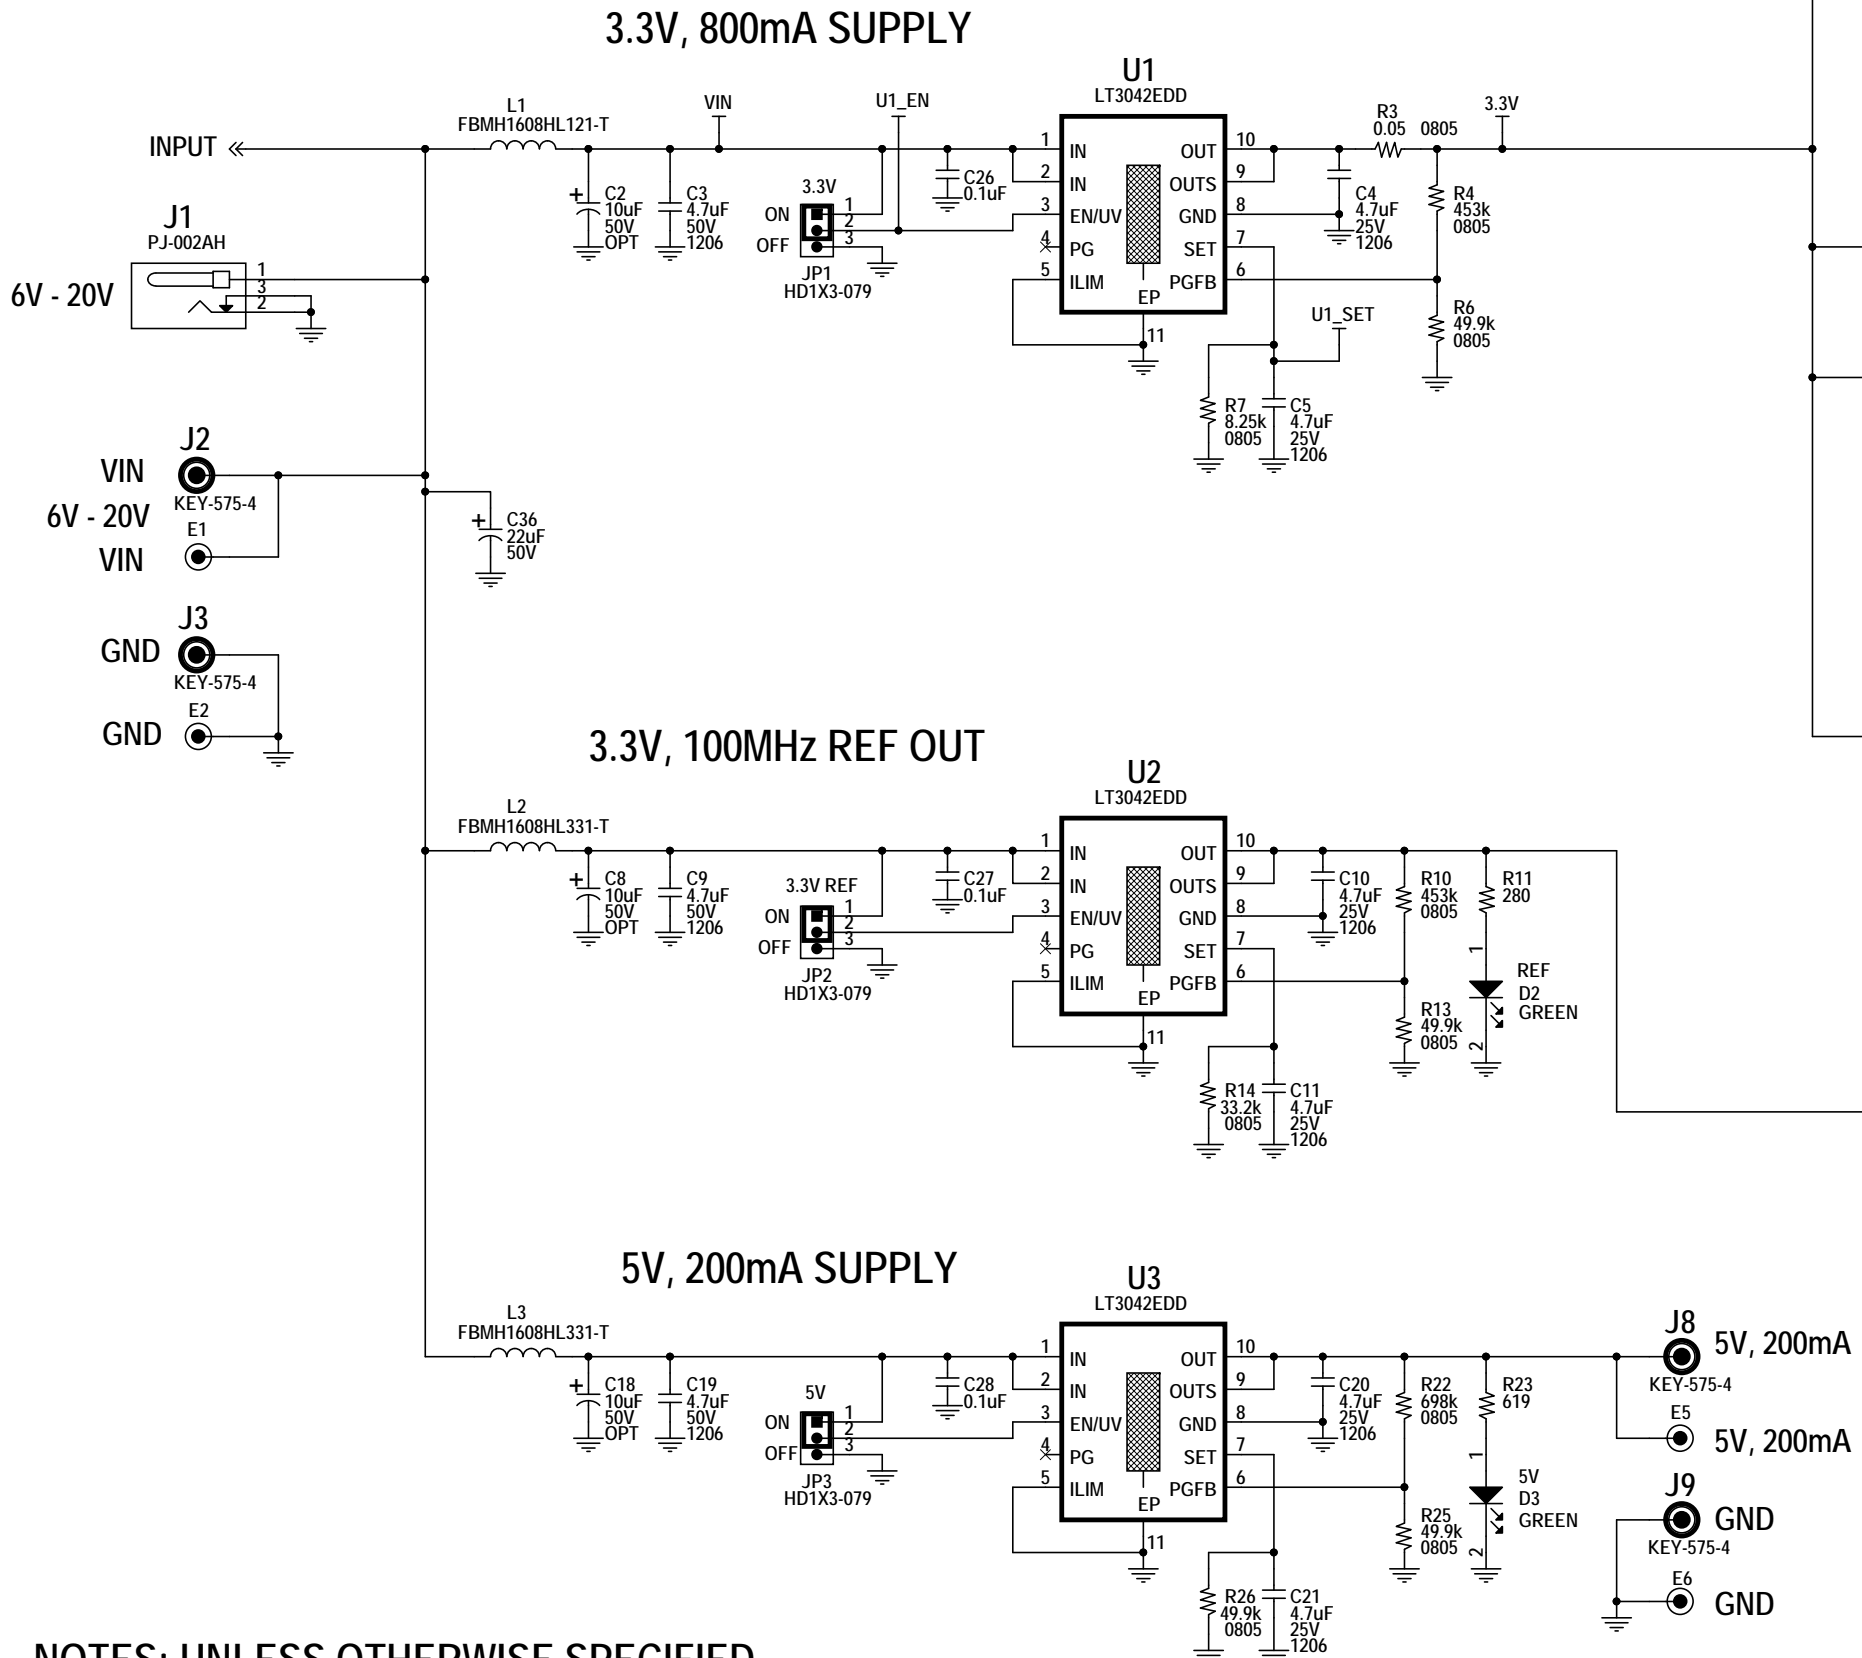 3.3V, 800mA SUPPLY
U1
LT3042EDD
L1
FBMH1608HL121-T
VIN
U1_EN
R3
0.05 0805
3.3V
INPUT
1 IN
2 IN
3 EN/UV
4 PG
5 ILIM
EP
11
OUT 10
OUTS 9
GND 8
SET 7
PGFB 6
C2
10uF
50V
OPT
C3
4.7uF
50V
1206
3.3V
ON
OFF
1
2
3
JP1
HD1X3-079
C26
0.1uF
C4
4.7uF
25V
1206
R4
453k
0805
R6
49.9k
0805
U1_SET
R7
8.25k
0805
C5
4.7uF
25V
1206
J1
PJ-002AH
6V - 20V
1
3
2
J2
VIN
KEY-575-4
6V - 20V
E1
VIN
C36
22uF
50V
J3
GND
KEY-575-4
E2
GND
3.3V, 100MHz REF OUT
U2
LT3042EDD
L2
FBMH1608HL331-T
1 IN
2 IN
3 EN/UV
4 PG
5 ILIM
EP
11
OUT 10
OUTS 9
GND 8
SET 7
PGFB 6
C8
10uF
50V
OPT
C9
4.7uF
50V
1206
3.3V REF
ON
OFF
1
2
3
JP2
HD1X3-079
C27
0.1uF
C10
4.7uF
25V
1206
R10
453k
0805
R11
280
R13
49.9k
0805
1
REF
D2
GREEN
2
R14
33.2k
0805
C11
4.7uF
25V
1206
5V, 200mA SUPPLY
U3
LT3042EDD
L3
FBMH1608HL331-T
1 IN
2 IN
3 EN/UV
4 PG
5 ILIM
EP
11
OUT 10
OUTS 9
GND 8
SET 7
PGFB 6
C18
10uF
50V
OPT
C19
4.7uF
50V
1206
5V
ON
OFF
1
2
3
JP3
HD1X3-079
C28
0.1uF
C20
4.7uF
25V
1206
R22
698k
0805
R23
619
R25
49.9k
0805
1
5V
D3
GREEN
2
R26
49.9k
0805
C21
4.7uF
25V
1206
J8
5V, 200mA
KEY-575-4
E5
5V, 200mA
J9
GND
KEY-575-4
E6
GND
NOTES: UNLESS OTHERWISE SPECIFIED